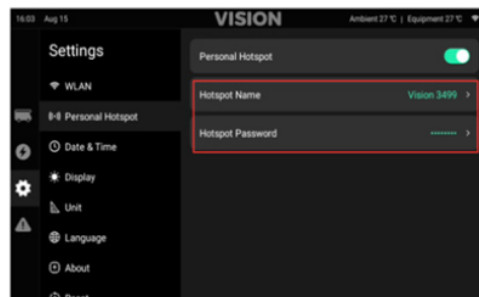 16:03 Aug 15 VISION Ambient 27 ℃ | Equipment 27 ℃
Settings
WLAN
Personal Hotspot
Date & Time
Display
Unit
Language
About
Reset
Personal Hotspot
Hotspot Name Vision 3499 >
Hotspot Password ········ >